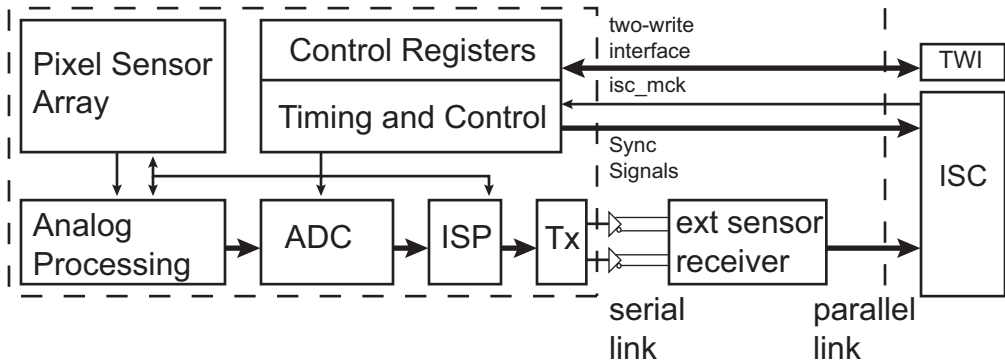 Pixel Sensor
Array
Control Registers
Timing and Control
two-write
interface
isc_mck
Sync
Signals
TWI
ISC
Analog
Processing
ADC
ISP
Tx
ext sensor
receiver
serial
link
parallel
link